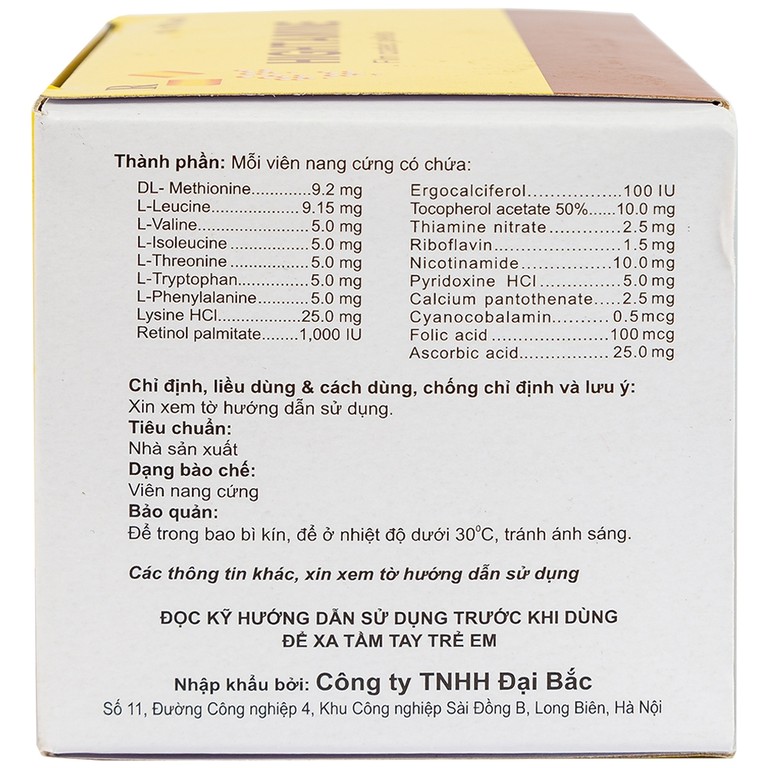 HIGHTAMINE
Thành phần: Mỗi viên nang cứng có chứa:
DL- Methionine.............9.2 mg
L-Leucine....................9.15 mg
L-Valine........................5.0 mg
L-Isoleucine.................5.0 mg
L-Threonine.................5.0 mg
L-Tryptophan...............5.0 mg
L-Phenylalanine...........5.0 mg
Lysine HCl..................25.0 mg
Retinol palmitate........1,000 IU
Ergocalciferol.................100 IU
Tocopherol acetate 50%......10.0 mg
Thiamine nitrate.............2.5 mg
Riboflavin.......................1.5 mg
Nicotinamide.................10.0 mg
Pyridoxine HCl...............5.0 mg
Calcium pantothenate....2.5 mg
Cyanocobalamin.........0.5 mcg
Folic acid.....................100 mcg
Ascorbic acid................25.0 mg
Chỉ định, liều dùng & cách dùng, chống chỉ định và lưu ý:
Xin xem tờ hướng dẫn sử dụng.
Tiêu chuẩn:
Nhà sản xuất
Dạng bào chế:
Viên nang cứng
Bảo quản:
Để trong bao bì kín, để ở nhiệt độ dưới 30⁰C, tránh ánh sáng.
Các thông tin khác, xin xem tờ hướng dẫn sử dụng
ĐỌC KỸ HƯỚNG DẪN SỬ DỤNG TRƯỚC KHI DÙNG
ĐỂ XA TẦM TAY TRẺ EM
Nhập khẩu bởi: Công ty TNHH Đại Bắc
Số 11, Đường Công nghiệp 4, Khu Công nghiệp Sài Đồng B, Long Biên, Hà Nội